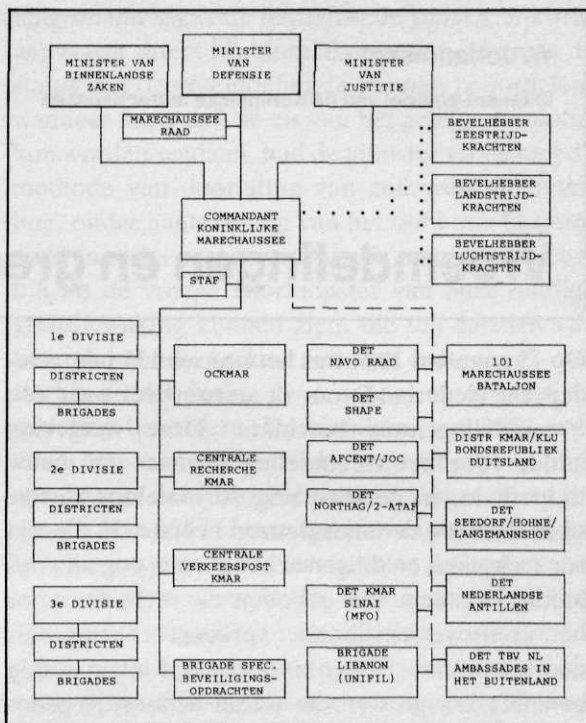 MINISTER VAN
BINNENLANDSE
ZAKEN
MINISTER
VAN
DEFENSIE
MINISTER
VAN
JUSTITIE
MARECHAUSSEE
RAAD
BEVELHEBBER
ZEESTRIJD-
KRACHTEN
BEVELHEBBER
LANDSTRIJD-
KRACHTEN
BEVELHEBBER
LUCHTSTRIJD-
KRACHTEN
COMMANDANT
KONINKLIJKE
MARECHAUSSEE
STAF
1e DIVISIE
DISTRICTEN
BRIGADES
2e DIVISIE
DISTRICTEN
BRIGADES
3e DIVISIE
DISTRICTEN
BRIGADES
OCKMAR
CENTRALE
RECHERCHE
KMAR
CENTRALE
VERKEERSPOST
KMAR
BRIGADE SPEC.
BEVEILIGINGS-
OPDRACHTEN
DET
NAVO RAAD
DET
SHAPE
DET
AFCENT/JOC
DET
NORTHAG/2-ATAF
DET KMAR
SINAI
(MFO)
BRIGADE
LIBANON
(UNIFIL)
101
MARECHAUSSEE
BATALJON
DISTR KMAR/KLU
BONDSREPUBLIEK
DUITSLAND
DET
SEEDORF/HOHNE/
LANGEMANNSHOF
DET
NEDERLANDSE
ANTILLEN
DET TBV NL
AMBASSADES IN
HET BUITENLAND